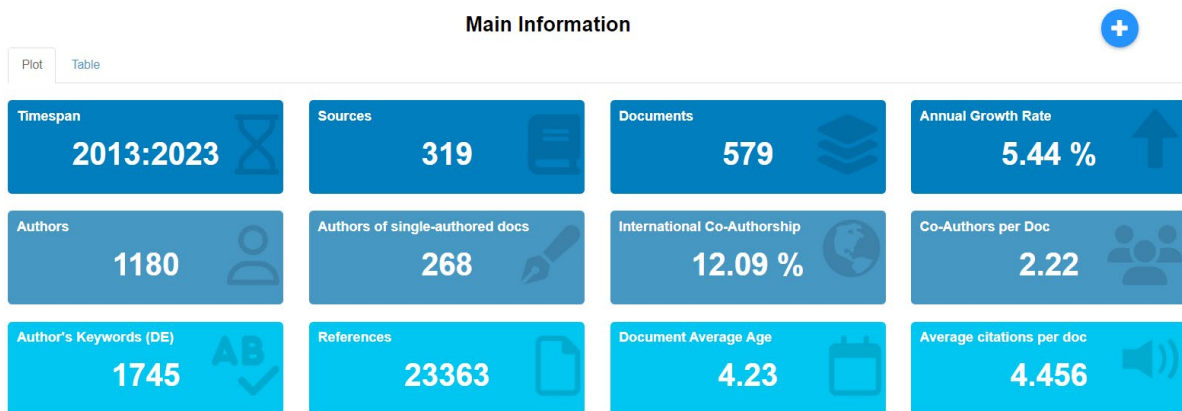 Main Information
Plot Table
Timespan
2013:2023
Sources
319
Documents
579
Annual Growth Rate
5.44 %
Authors
1180
Authors of single-authored docs
268
International Co-Authorship
12.09 %
Co-Authors per Doc
2.22
Author's Keywords (DE)
1745
AB
References
23363
Document Average Age
4.23
Average citations per doc
4.456